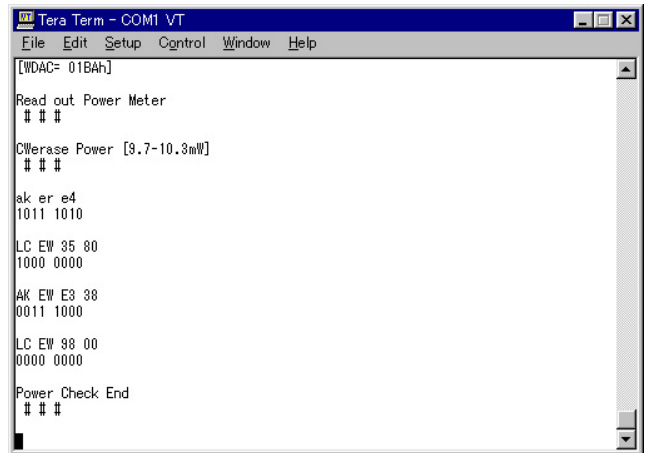 Tera Term - COM1 VT
File Edit Setup Control Window Help
[WDAC= 01BAh]
Read out Power Meter
# # #
CWerase Power [9.7-10.3mW]
# # #
ak er e4
1011 1010
LC EW 35 80
1000 0000
AK EW E3 38
0011 1000
LC EW 98 00
0000 0000
Power Check End
# # #